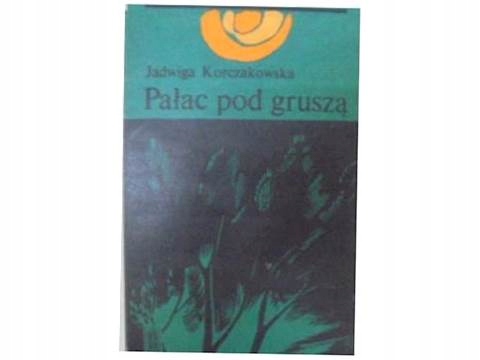 Jadwiga Korczakowska
Pałac pod gruszą